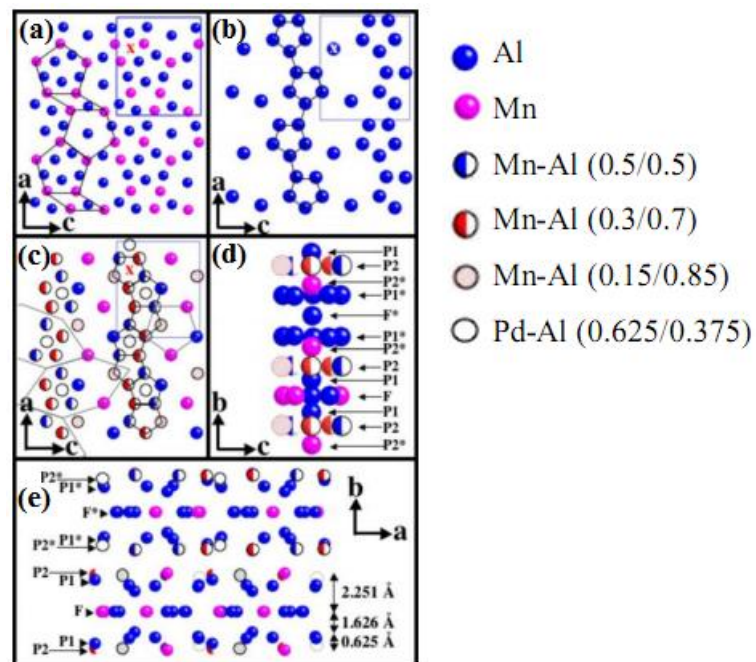 (a)
x
a
c
(b)
x
a
c
Al
Mn
Mn-Al (0.5/0.5)
Mn-Al (0.3/0.7)
Mn-Al (0.15/0.85)
Pd-Al (0.625/0.375)
(c)
x
a
c
(d)
P1
P2
P2*
P1*
F*
P1*
P2*
P2
P1
F
P1
P2
P2*
b
c
(e)
P2*
P1*
F*
P2* P1*
P2
P1
F
P1
P2
b
a
2.251 Å
1.626 Å
0.625 Å